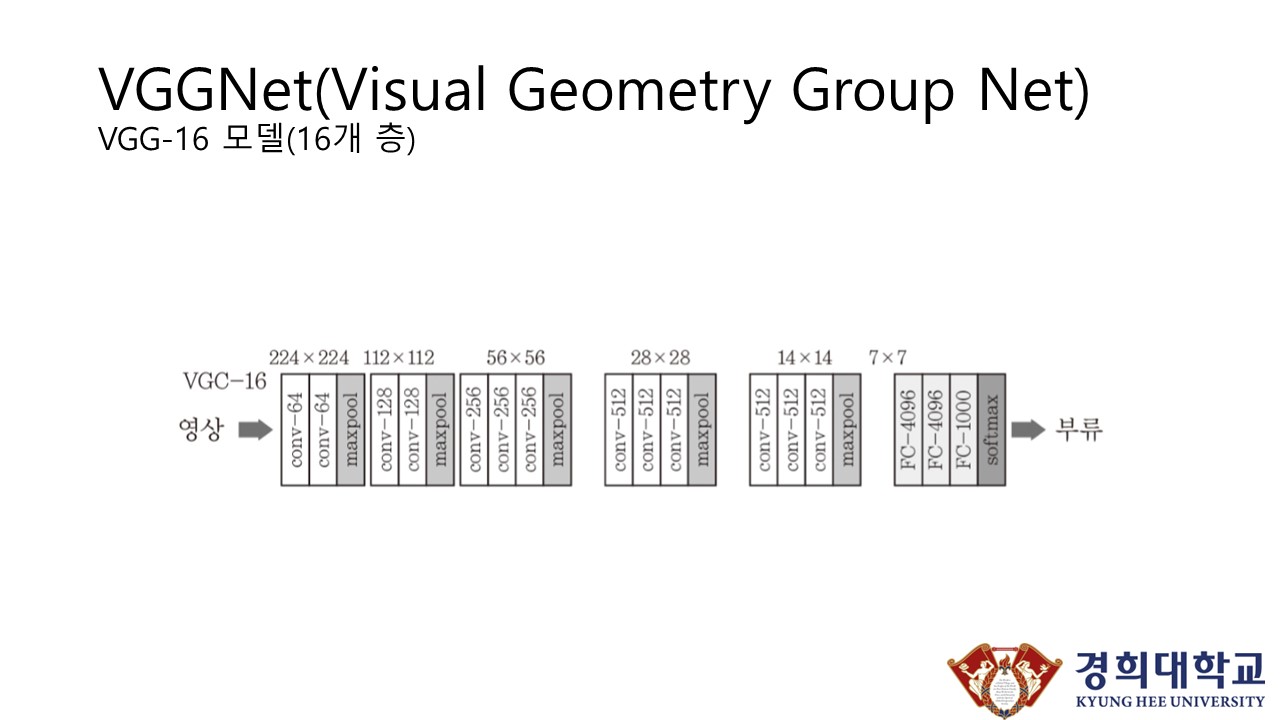 VGGNet(Visual Geometry Group Net)
VGG-16 모델(16개 층)
224×224 112×112 56×56 28×28 14×14 7×7
VGC-16
영상
conv-64
conv-64
maxpool
conv-128
conv-128
maxpool
conv-256
conv-256
conv-256
maxpool
conv-512
conv-512
conv-512
maxpool
conv-512
conv-512
conv-512
maxpool
FC-4096
FC-4096
FC-1000
softmax
부류
경희대학교
KYUNG HEE UNIVERSITY